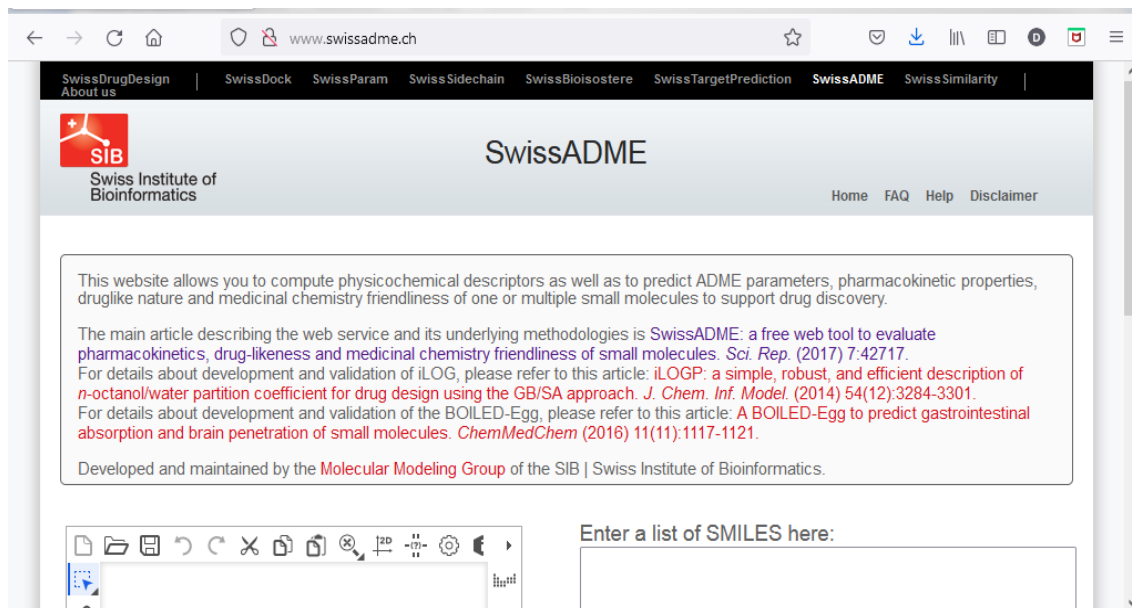 www.swissadme.ch
SwissDrugDesign | SwissDock SwissParam SwissSidechain SwissBioisostere SwissTargetPrediction SwissADME SwissSimilarity |
About us
SIB
Swiss Institute of
Bioinformatics
SwissADME
Home FAQ Help Disclaimer
This website allows you to compute physicochemical descriptors as well as to predict ADME parameters, pharmacokinetic properties,
druglike nature and medicinal chemistry friendliness of one or multiple small molecules to support drug discovery.
The main article describing the web service and its underlying methodologies is SwissADME: a free web tool to evaluate
pharmacokinetics, drug-likeness and medicinal chemistry friendliness of small molecules. Sci. Rep. (2017) 7:42717.
For details about development and validation of iLOG, please refer to this article: iLOGP: a simple, robust, and efficient description of
n-octanol/water partition coefficient for drug design using the GB/SA approach. J. Chem. Inf. Model. (2014) 54(12):3284-3301.
For details about development and validation of the BOILED-Egg, please refer to this article: A BOILED-Egg to predict gastrointestinal
absorption and brain penetration of small molecules. ChemMedChem (2016) 11(11):1117-1121.
Developed and maintained by the Molecular Modeling Group of the SIB | Swiss Institute of Bioinformatics.
2D
Enter a list of SMILES here: